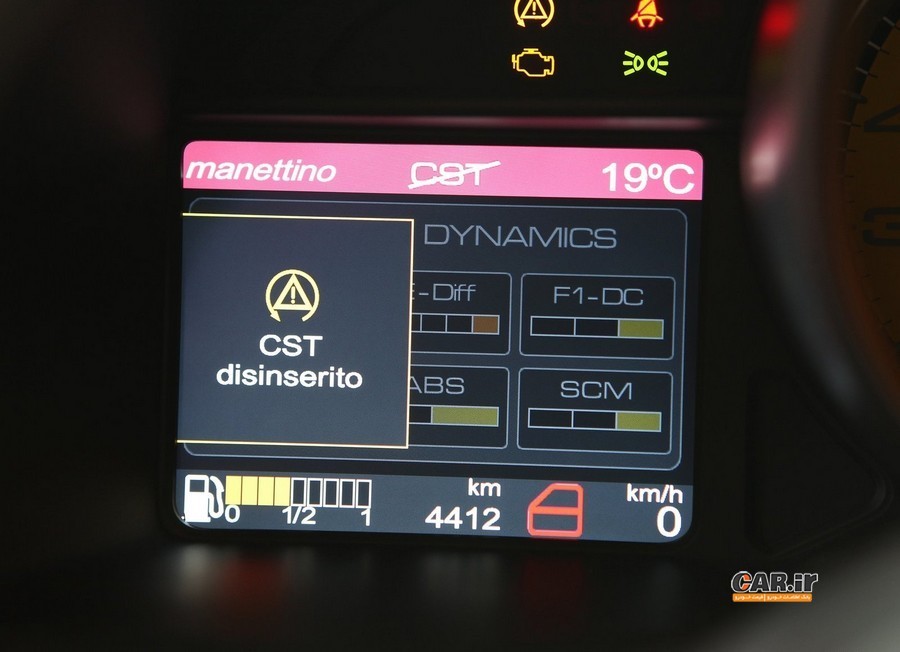 manettino CST 19ºC
DYNAMICS
E-Diff F1-DC
CST
disinserito
ABS SCM
0 1/2 1
km
4412
km/h
0
CAR.ir